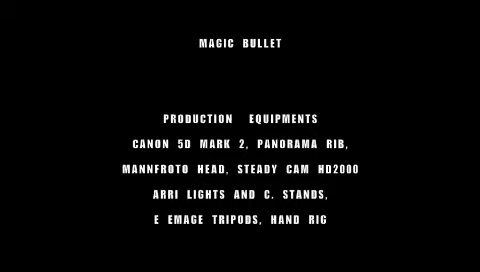 MAGIC BULLET
PRODUCTION EQUIPMENTS
CANON 5D MARK 2, PANORAMA RIB,
MANNFROTO HEAD, STEADY CAM HD2000
ARRI LIGHTS AND C. STANDS,
E EMAGE TRIPODS, HAND RIG